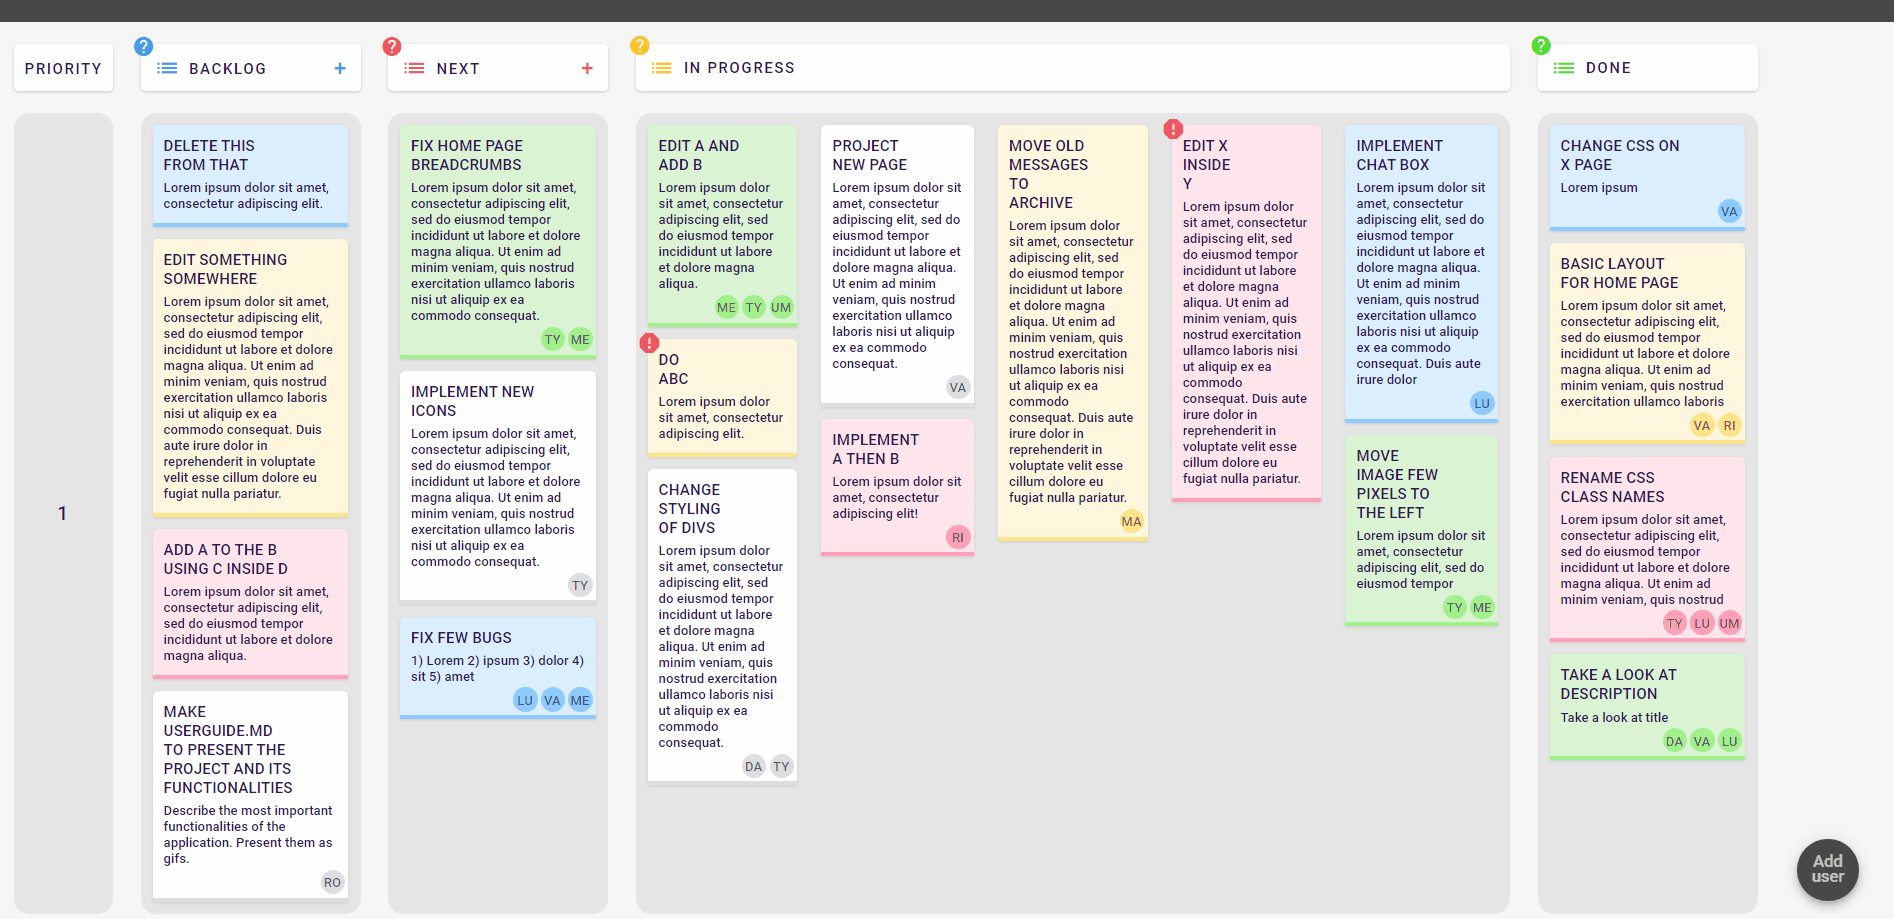 PRIORITY
?
BACKLOG
+
?
NEXT
+
?
IN PROGRESS
?
DONE
1
DELETE THIS
FROM THAT
Lorem ipsum dolor sit amet,
consectetur adipiscing elit.
EDIT SOMETHING
SOMEWHERE
Lorem ipsum dolor sit amet,
consectetur adipiscing elit,
sed do eiusmod tempor
incididunt ut labore et dolore
magna aliqua. Ut enim ad
minim veniam, quis nostrud
exercitation ullamco laboris
nisi ut aliquip ex ea
commodo consequat. Duis
aute irure dolor in
reprehenderit in voluptate
velit esse cillum dolore eu
fugiat nulla pariatur.
ADD A TO THE B
USING C INSIDE D
Lorem ipsum dolor sit amet,
consectetur adipiscing elit,
sed do eiusmod tempor
incididunt ut labore et dolore
magna aliqua.
MAKE
USERGUIDE.MD
TO PRESENT THE
PROJECT AND ITS
FUNCTIONALITIES
Describe the most important
functionalities of the
application. Present them as
gifs.
RO
FIX HOME PAGE
BREADCRUMBS
Lorem ipsum dolor sit amet,
consectetur adipiscing elit,
sed do eiusmod tempor
incididunt ut labore et dolore
magna aliqua. Ut enim ad
minim veniam, quis nostrud
exercitation ullamco laboris
nisi ut aliquip ex ea
commodo consequat.
TY ME
IMPLEMENT NEW
ICONS
Lorem ipsum dolor sit amet,
consectetur adipiscing elit,
sed do eiusmod tempor
incididunt ut labore et dolore
magna aliqua. Ut enim ad
minim veniam, quis nostrud
exercitation ullamco laboris
nisi ut aliquip ex ea
commodo consequat.
TY
FIX FEW BUGS
1) Lorem 2) ipsum 3) dolor 4)
sit 5) amet
LU VA ME
EDIT A AND
ADD B
Lorem ipsum dolor
sit amet, consectetur
adipiscing elit, sed
do eiusmod tempor
incididunt ut labore
et dolore magna
aliqua.
ME TY UM
!
DO
ABC
Lorem ipsum dolor
sit amet, consectetur
adipiscing elit.
CHANGE
STYLING
OF DIVS
Lorem ipsum dolor
sit amet, consectetur
adipiscing elit, sed
do eiusmod tempor
incididunt ut labore
et dolore magna
aliqua. Ut enim ad
minim veniam, quis
nostrud exercitation
ullamco laboris nisi
ut aliquip ex ea
commodo
consequat.
DA TY
PROJECT
NEW PAGE
Lorem ipsum dolor sit
amet, consectetur
adipiscing elit, sed do
eiusmod tempor
incididunt ut labore et
dolore magna aliqua.
Ut enim ad minim
veniam, quis nostrud
exercitation ullamco
laboris nisi ut aliquip
ex ea commodo
consequat.
VA
IMPLEMENT
A THEN B
Lorem ipsum dolor sit
amet, consectetur
adipiscing elit!
RI
MOVE OLD
MESSAGES
TO
ARCHIVE
Lorem ipsum dolor
sit amet, consectetur
adipiscing elit, sed
do eiusmod tempor
incididunt ut labore
et dolore magna
aliqua. Ut enim ad
minim veniam, quis
nostrud exercitation
ullamco laboris nisi
ut aliquip ex ea
commodo
consequat. Duis aute
irure dolor in
reprehenderit in
voluptate velit esse
cillum dolore eu
fugiat nulla pariatur.
MA
!
EDIT X
INSIDE
Y
Lorem ipsum dolor
sit amet, consectetur
adipiscing elit, sed
do eiusmod tempor
incididunt ut labore
et dolore magna
aliqua. Ut enim ad
minim veniam, quis
nostrud exercitation
ullamco laboris nisi
ut aliquip ex ea
commodo
consequat. Duis aute
irure dolor in
reprehenderit in
voluptate velit esse
cillum dolore eu
fugiat nulla pariatur.
IMPLEMENT
CHAT BOX
Lorem ipsum dolor sit
amet, consectetur
adipiscing elit, sed do
eiusmod tempor
incididunt ut labore et
dolore magna aliqua.
Ut enim ad minim
veniam, quis nostrud
exercitation ullamco
laboris nisi ut aliquip
ex ea commodo
consequat. Duis aute
irure dolor
LU
MOVE
IMAGE FEW
PIXELS TO
THE LEFT
Lorem ipsum dolor sit
amet, consectetur
adipiscing elit, sed do
eiusmod tempor
TY ME
CHANGE CSS ON
X PAGE
Lorem ipsum
VA
BASIC LAYOUT
FOR HOME PAGE
Lorem ipsum dolor sit amet,
consectetur adipiscing elit,
sed do eiusmod tempor
incididunt ut labore et dolore
magna aliqua. Ut enim ad
minim veniam, quis nostrud
exercitation ullamco laboris
VA RI
RENAME CSS
CLASS NAMES
Lorem ipsum dolor sit amet,
consectetur adipiscing elit,
sed do eiusmod tempor
incididunt ut labore et dolore
magna aliqua. Ut enim ad
minim veniam, quis nostrud
TY LU UM
TAKE A LOOK AT
DESCRIPTION
Take a look at title
DA VA LU
Add
user